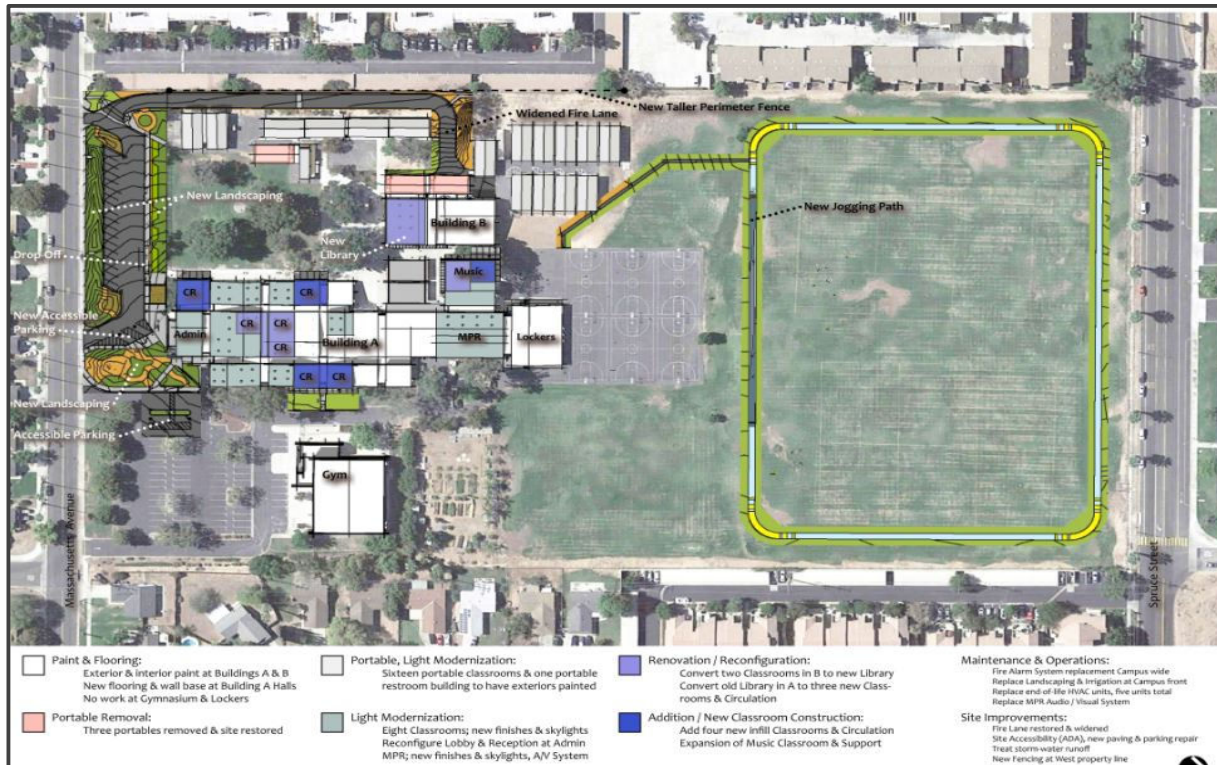 New Taller Perimeter Fence
Widened Fire Lane
New Landscaping
New Jogging Path
Building B
New
Library
Drop Off
Music
CR
CR
New Accessible
Parking
Admin
CR
CR
CR
Building A
MPR
Lockers
CR
CR
New Landscaping
Accessible Parking
Gym
Massachusetts Avenue
Spruce Street
Paint & Flooring:
Exterior & interior paint at Buildings A & B
New flooring & wall base at Building A Halls
No work at Gymnasium & Lockers
Portable Removal:
Three portables removed & site restored
Portable, Light Modernization:
Sixteen portable classrooms & one portable
restroom building to have exteriors painted
Light Modernization:
Eight Classrooms; new finishes & skylights
Reconfigure Lobby & Reception at Admin
MPR; new finishes & skylights, A/V System
Renovation / Reconfiguration:
Convert two Classrooms in B to new Library
Convert old Library in A to three new Class-
rooms & Circulation
Addition / New Classroom Construction:
Add four new infill Classrooms & Circulation
Expansion of Music Classroom & Support
Maintenance & Operations:
Fire Alarm System replacement Campus wide
Replace Landscaping & Irrigation at Campus front
Replace end-of-life HVAC units, five units total
Replace MPR Audio / Visual System
Site Improvements:
Fire Lane restored & widened
Site Accessibility (ADA), new paving & parking repair
Treat storm-water runoff
New Fencing at West property line